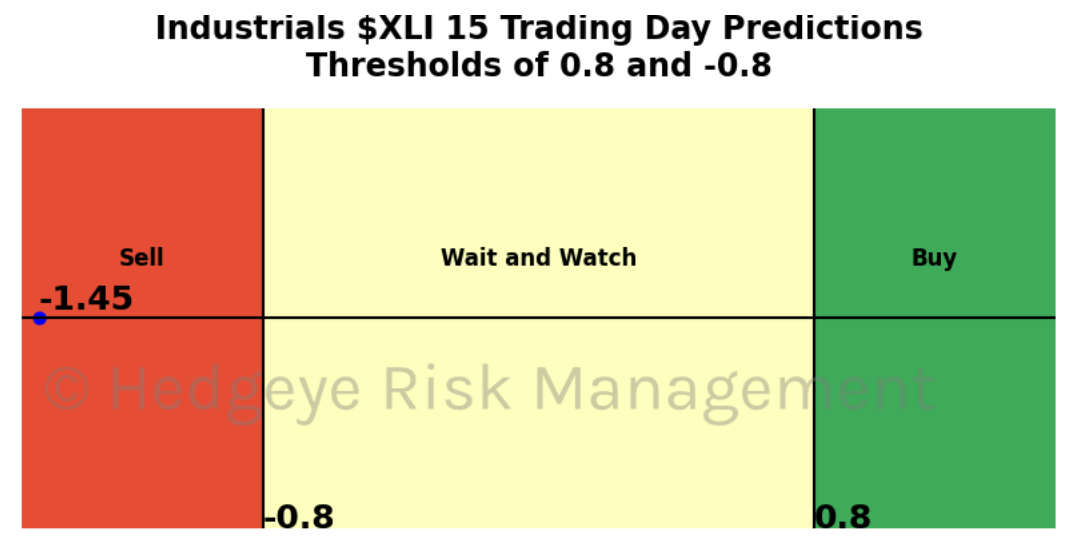 Industrials $XLI 15 Trading Day Predictions
Thresholds of 0.8 and -0.8
Sell
Wait and Watch
Buy
-1.45
© Hedgeye Risk Management
-0.8
0.8